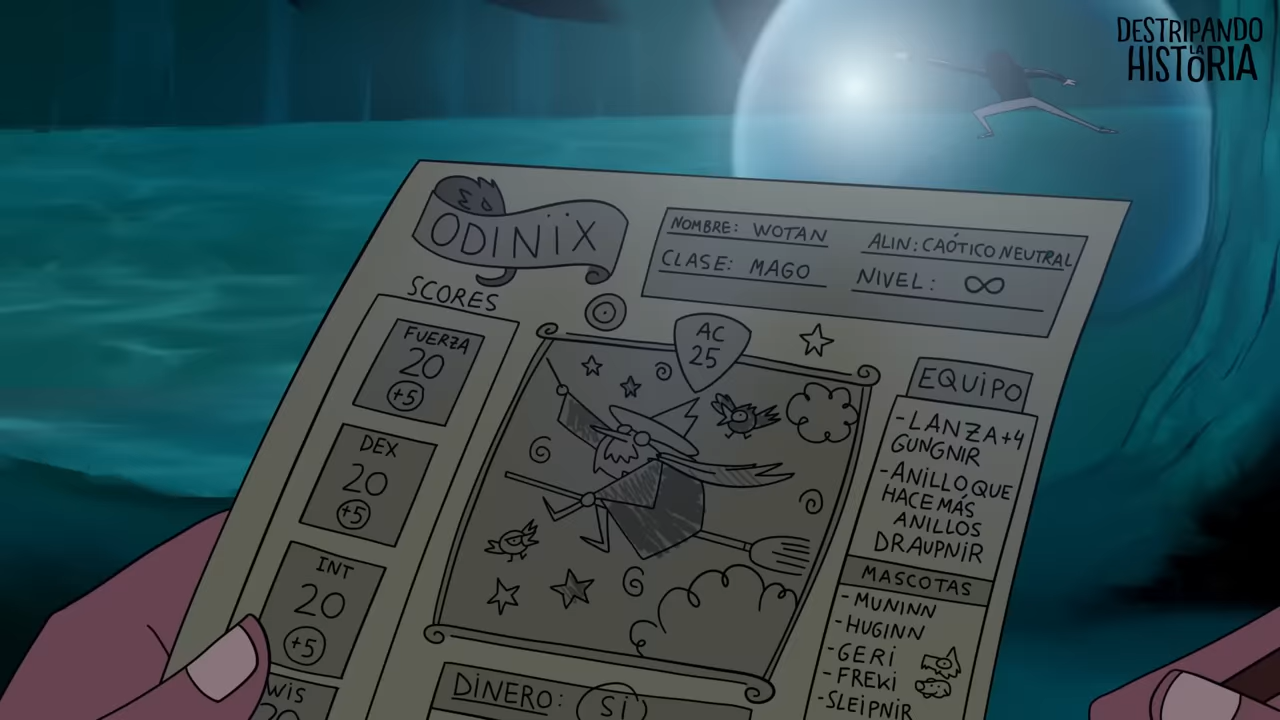 DESTRIPANDO
LA
HISTORIA
ODINÏX
NOMBRE: WOTAN
ALIN: CAÓTICO NEUTRAL
CLASE: MAGO
NIVEL: ∞
SCORES
FUERZA
20
+5
DEX
20
+5
INT
20
+5
WIS
20
AC
25
EQUIPO
-LANZA+4
GUNGNIR
-ANILLO QUE
HACE MÁS
ANILLOS
DRAUPNIR
MASCOTAS
-MUNINN
-HUGINN
-GERI
-FREKI
-SLEIPNIR
DINERO: SÍ